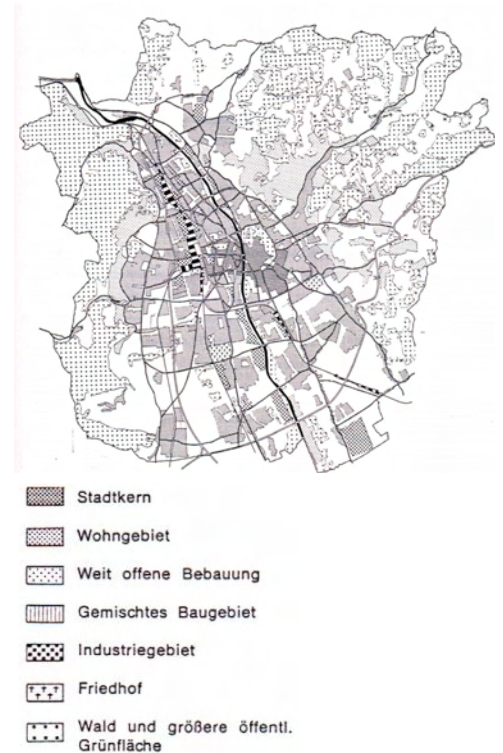 Stadtkern
Wohngebiet
Weit offene Bebauung
Gemischtes Baugebiet
Industriegebiet
Friedhof
Wald und größere öffentl.
Grünfläche